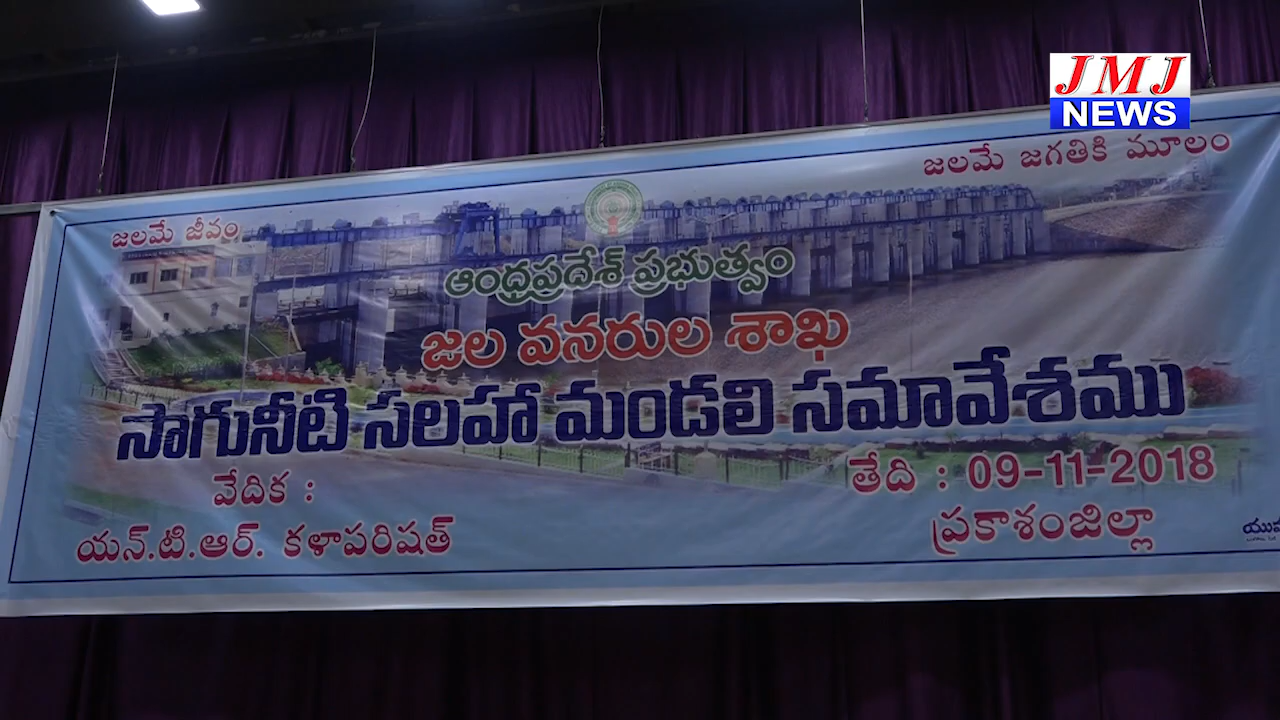 JMJ
NEWS
జలమే జీవం
జలమే జగతికి మూలం
ఆంధ్రప్రదేశ్ ప్రభుత్వం
జల వనరుల శాఖ
సాగునీటి సలహా మండలి సమావేశము
వేదిక :
తేది : 09-11-2018
యన్.టి.ఆర్. కళాపరిషత్
ప్రకాశంజిల్లా